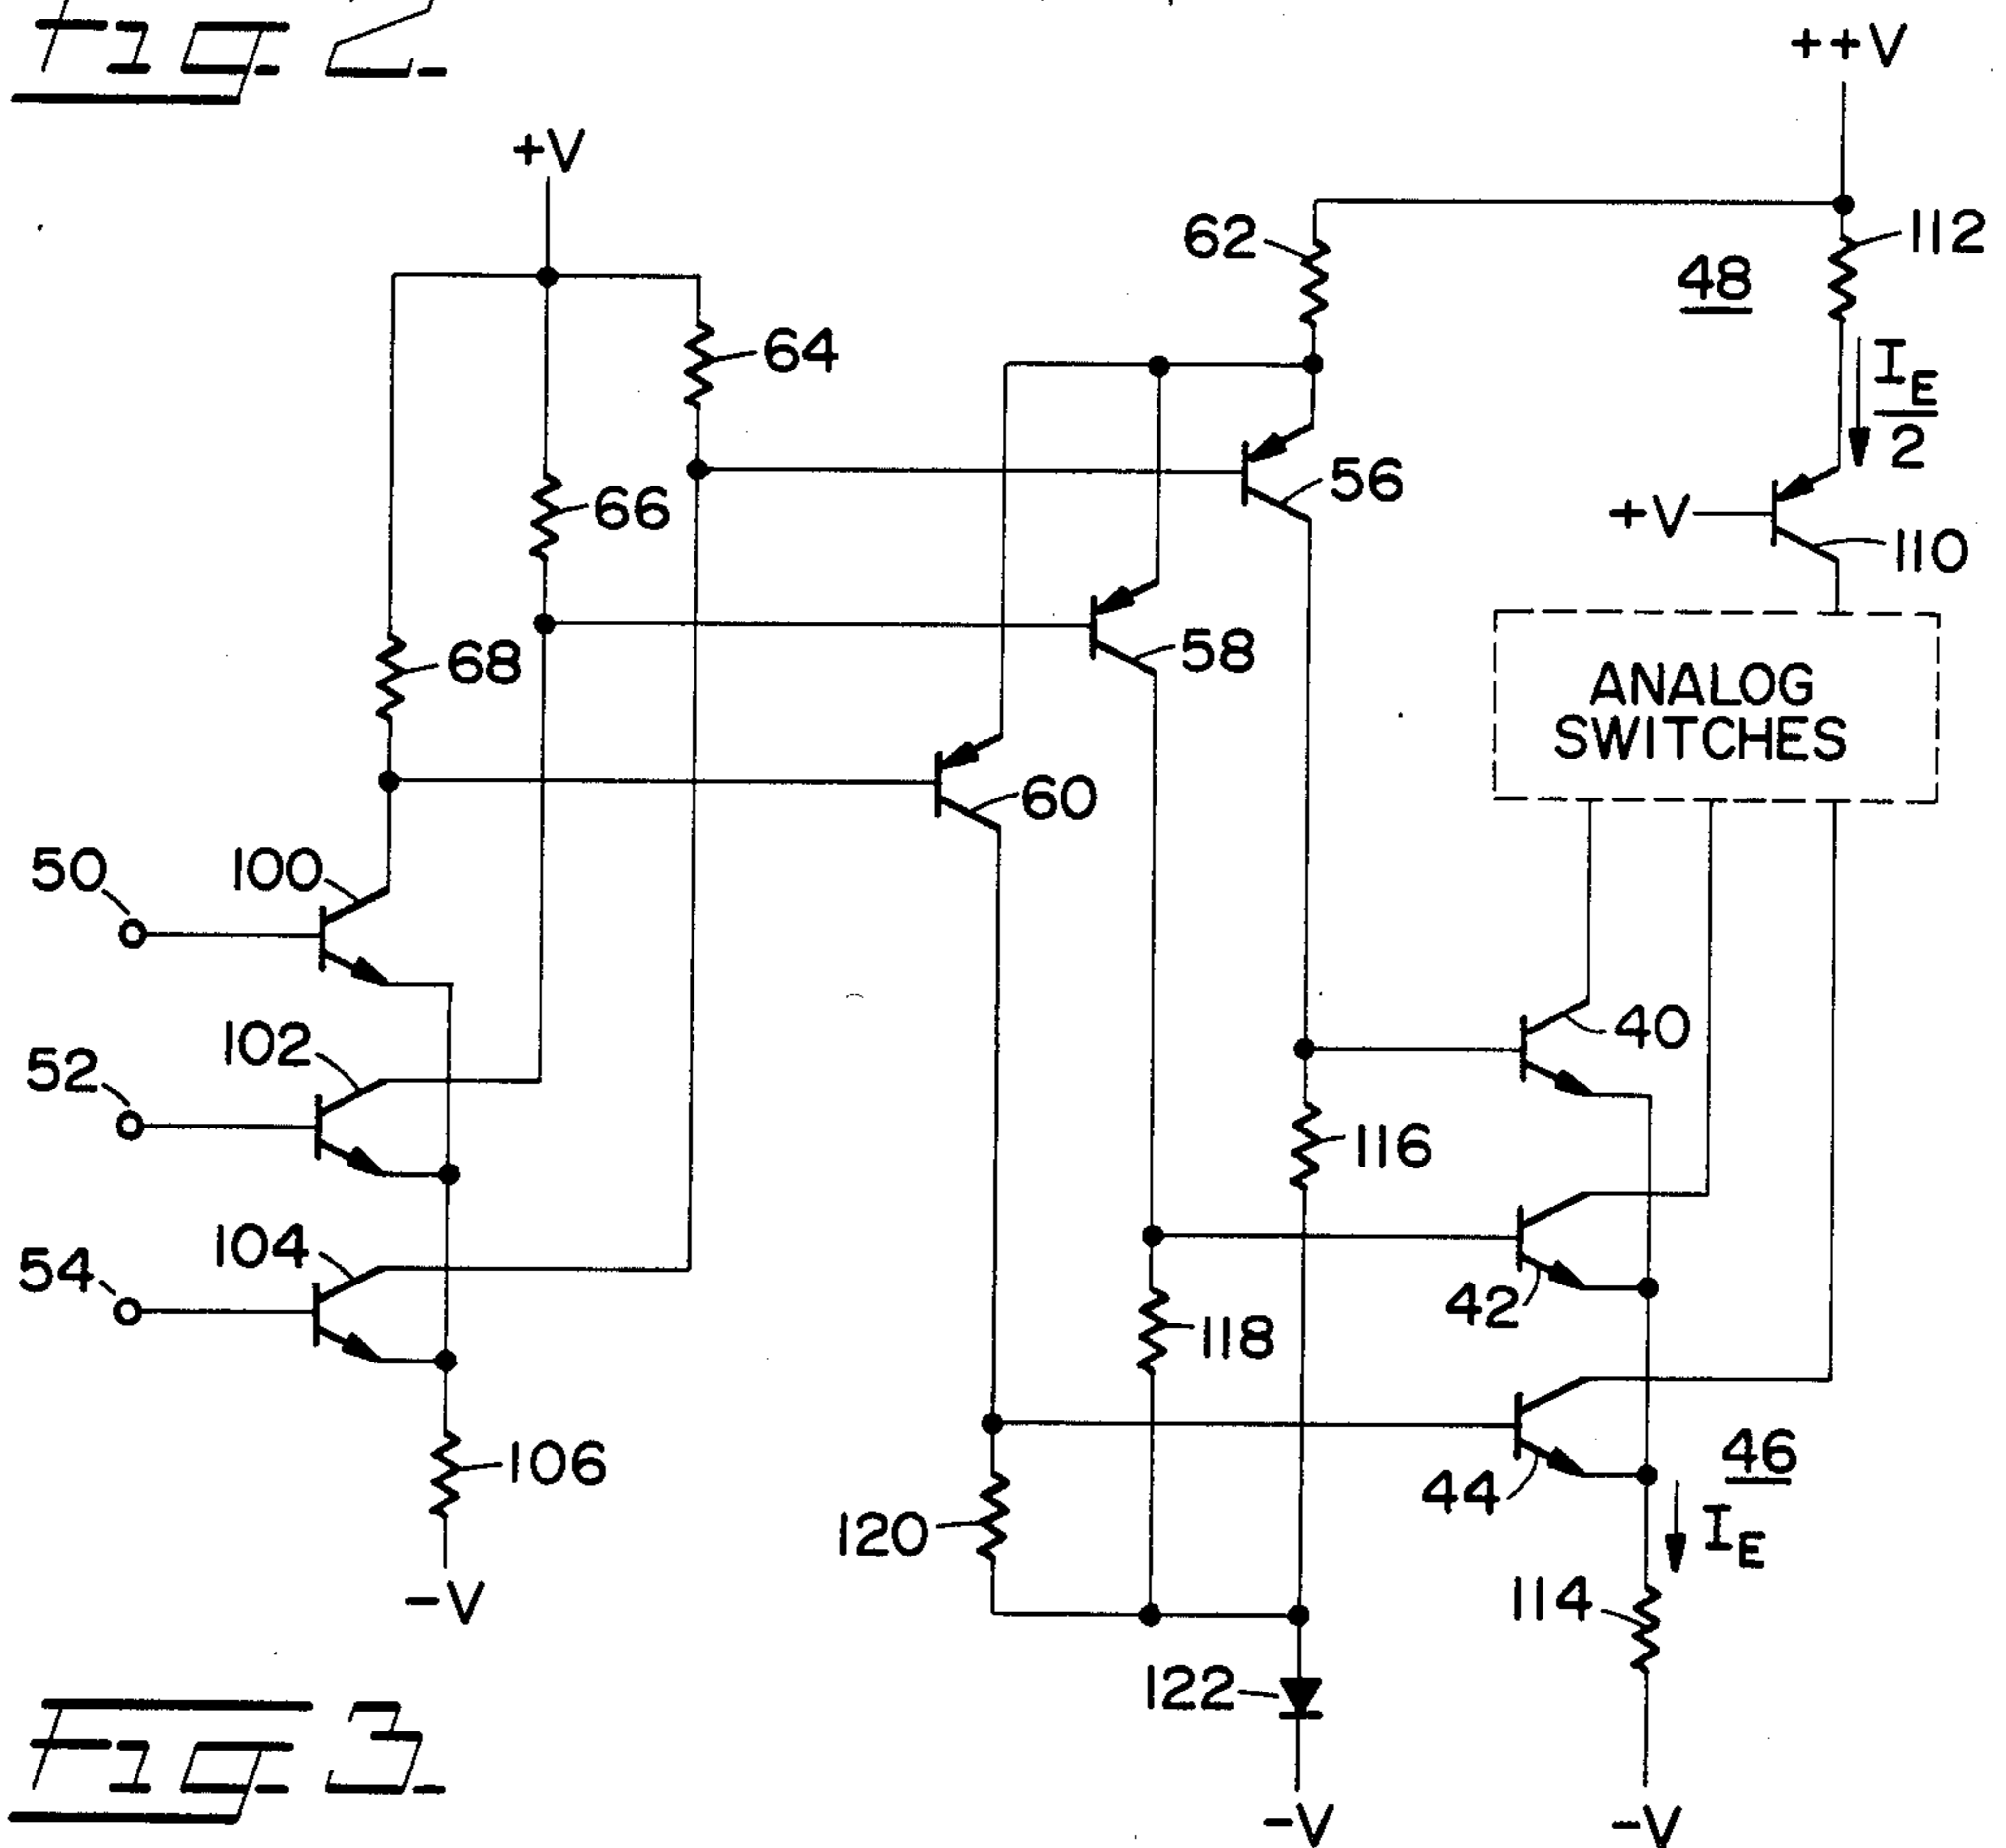 Fig. 2.
++V
+V
62
112
48
64
I_E
2
66
56
+V
110
68
58
ANALOG
SWITCHES
60
50
100
40
52
102
116
54
104
42
118
46
106
44
120
I_E
114
-V
122
Fig. 3.
-V
-V